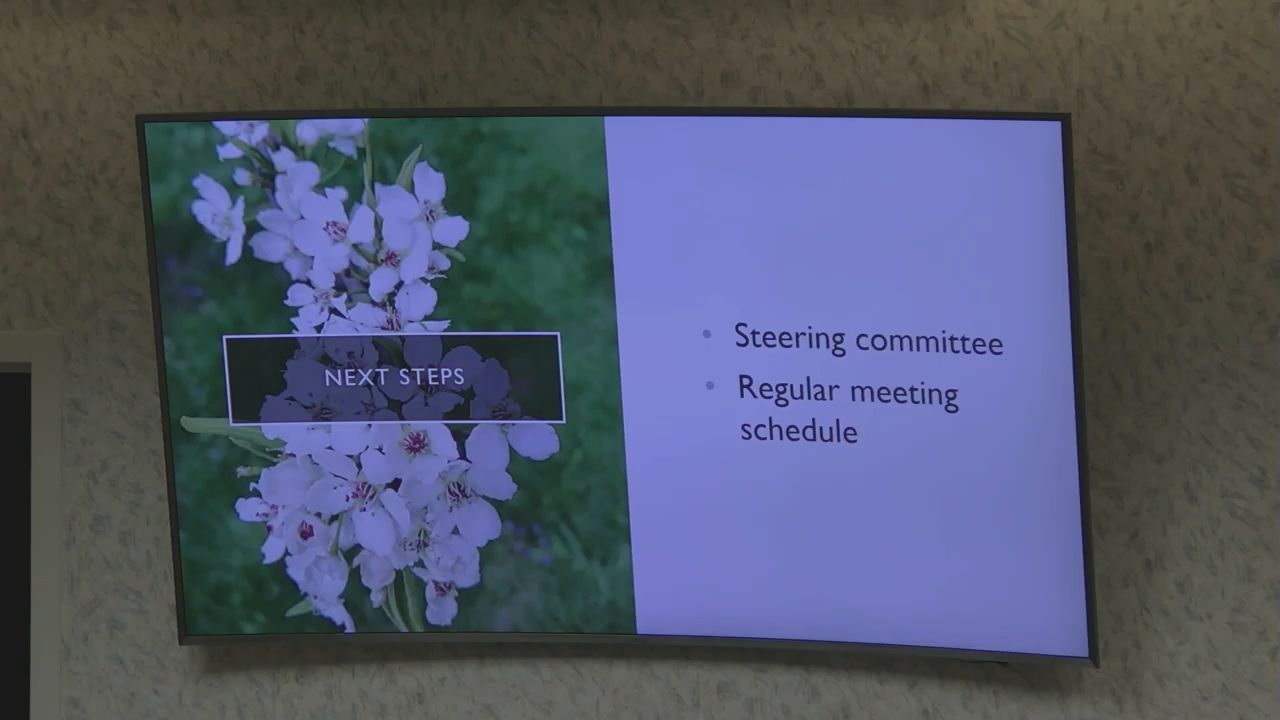 NEXT STEPS
• Steering committee
• Regular meeting
schedule